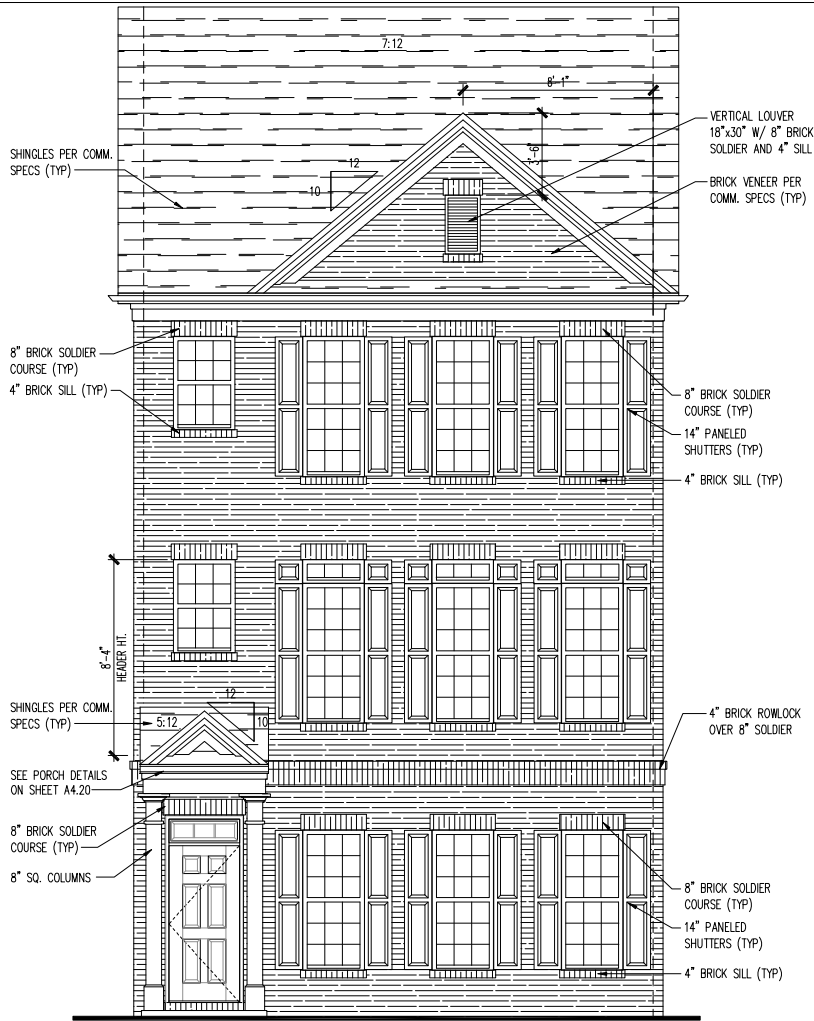 7:12
8'-1"
VERTICAL LOUVER
18"x30" W/ 8" BRICK
SOLDIER AND 4" SILL
SHINGLES PER COMM.
SPECS (TYP)
12
10
3'-6"
BRICK VENEER PER
COMM. SPECS (TYP)
8" BRICK SOLDIER
COURSE (TYP)
4" BRICK SILL (TYP)
8" BRICK SOLDIER
COURSE (TYP)
14" PANELED
SHUTTERS (TYP)
4" BRICK SILL (TYP)
8'-4"
HEADER HT.
SHINGLES PER COMM.
SPECS (TYP)
5:12
12
10
4" BRICK ROWLOCK
OVER 8" SOLDIER
SEE PORCH DETAILS
ON SHEET A4.20
8" BRICK SOLDIER
COURSE (TYP)
8" SQ. COLUMNS
8" BRICK SOLDIER
COURSE (TYP)
14" PANELED
SHUTTERS (TYP)
4" BRICK SILL (TYP)